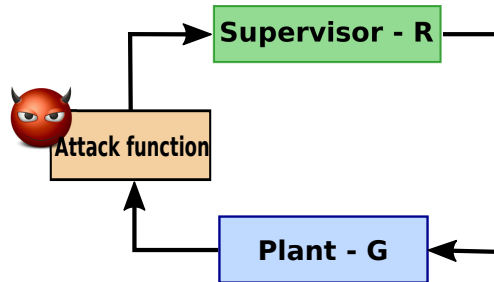 Supervisor - R
Attack function
Plant - G